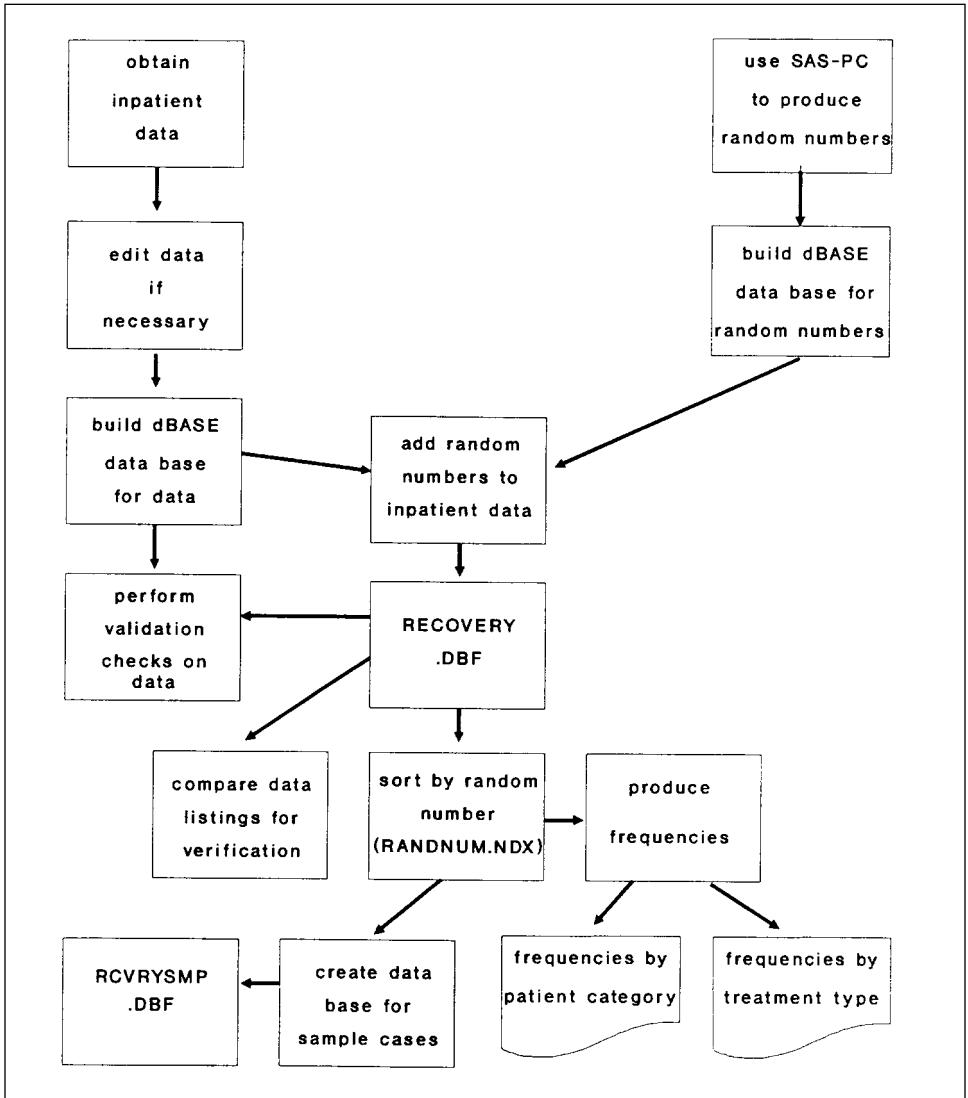 obtain
inpatient
data
use SAS-PC
to produce
random numbers
edit data
if
necessary
build dBASE
data base for
random numbers
build dBASE
data base
for data
add random
numbers to
inpatient data
perform
validation
checks on
data
RECOVERY
.DBF
compare data
listings for
verification
sort by random
number
(RANDNUM.NDX)
produce
frequencies
RCVRYSMP
.DBF
create data
base for
sample cases
frequencies by
patient category
frequencies by
treatment type